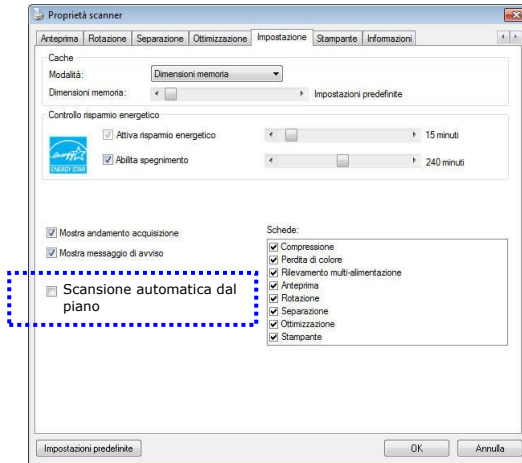 Proprietà scanner
Anteprima Rotazione Separazione Ottimizzazione Impostazione Stampante Informazioni
Cache
Modalità: Dimensioni memoria
Dimensioni memoria: Impostazioni predefinite
Controllo risparmio energetico
Attiva risparmio energetico 15 minuti
Abilita spegnimento 240 minuti
energy
ENERGY STAR
Mostra andamento acquisizione
Mostra messaggio di avviso
Scansione automatica dal
piano
Schede:
Compressione
Perdita di colore
Rilevamento multi-alimentazione
Anteprima
Rotazione
Separazione
Ottimizzazione
Stampante
Impostazioni predefinite OK Annulla